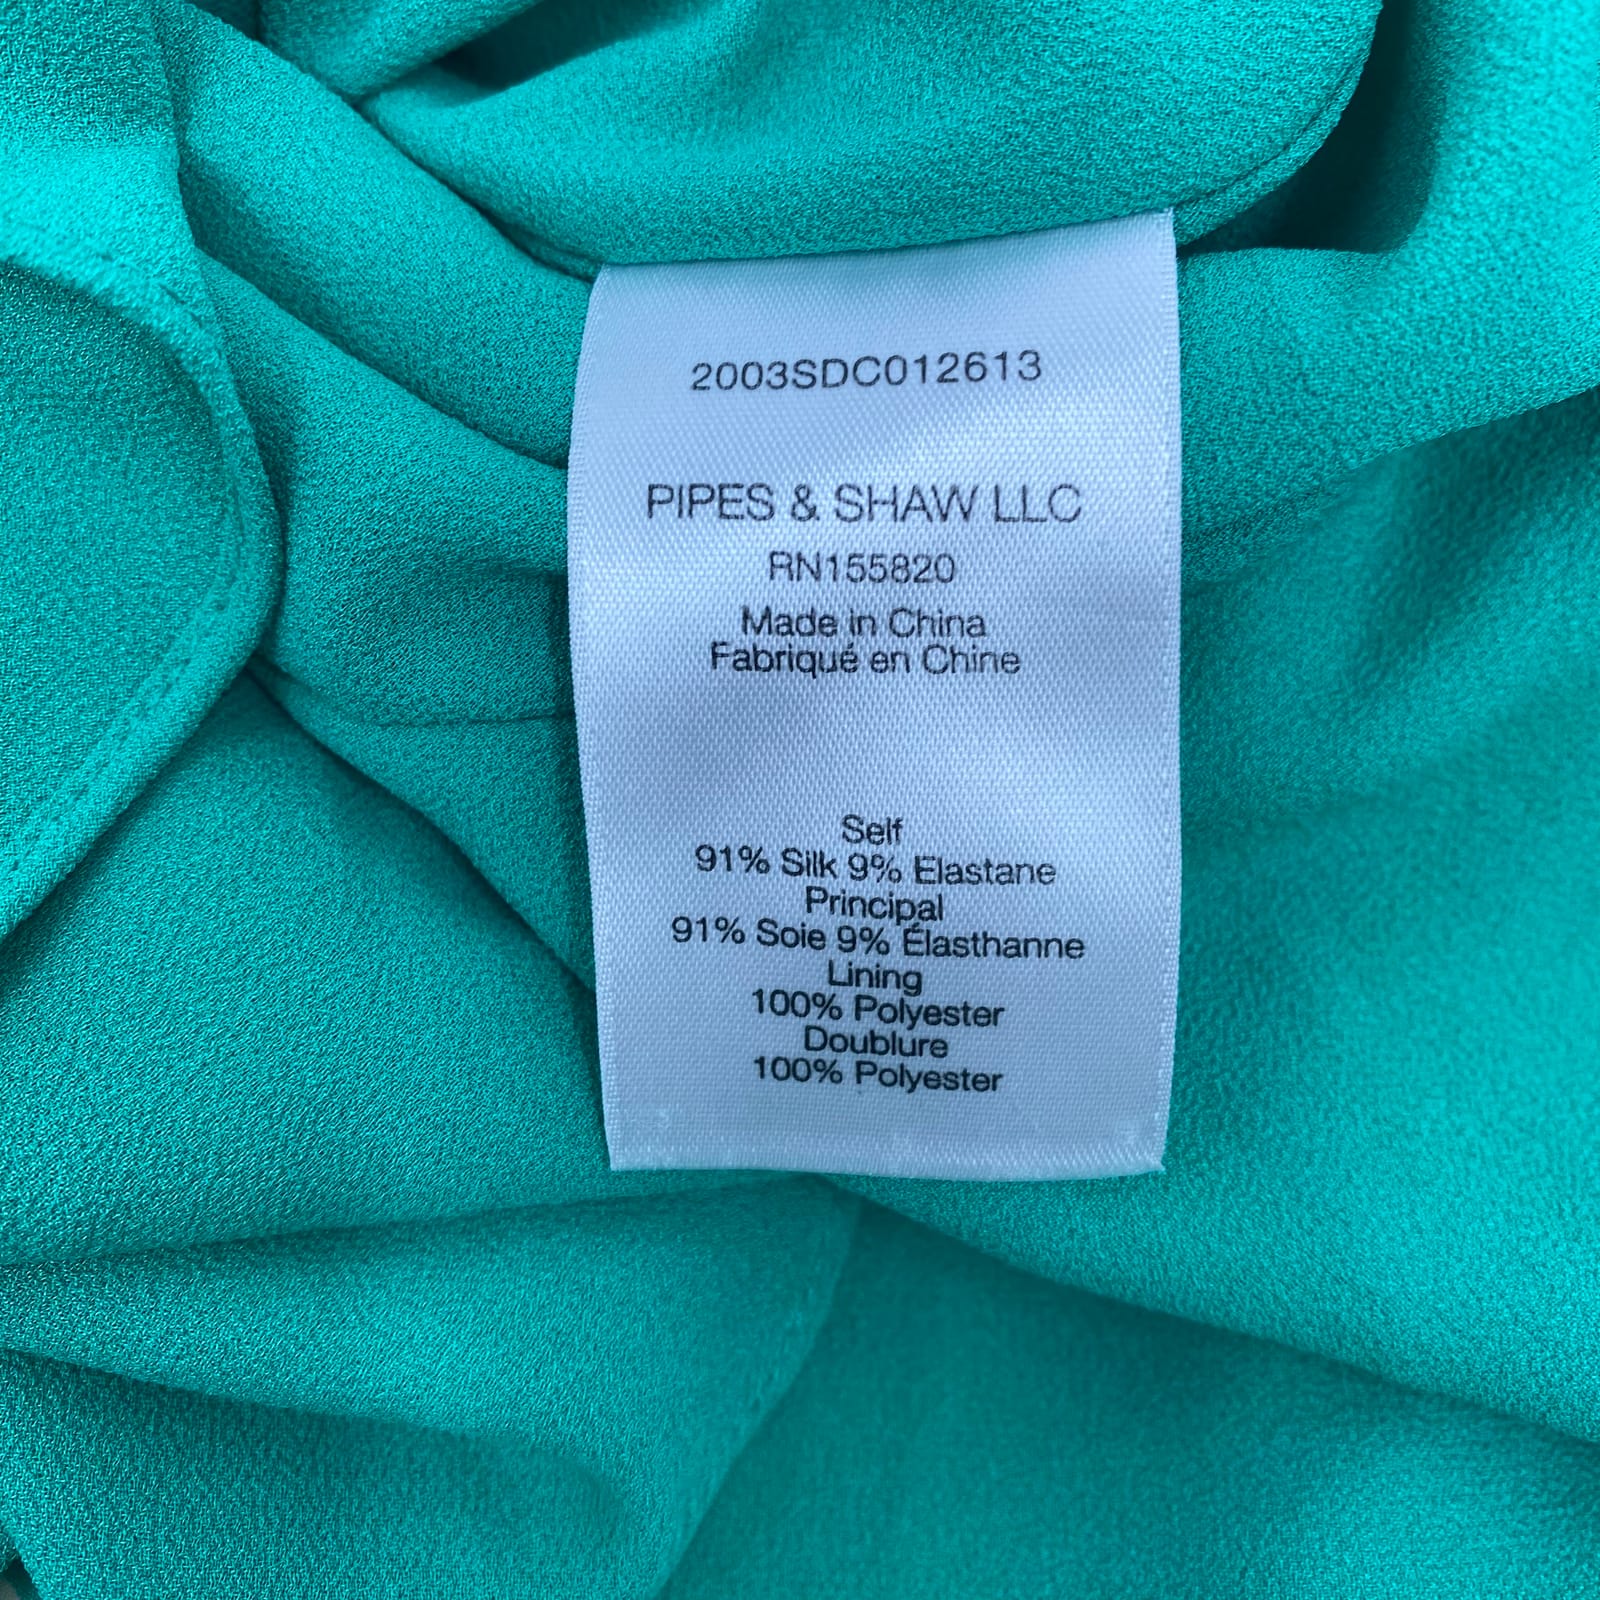 2003SDC012613
PIPES & SHAW LLC
RN155820
Made in China
Fabriqué en Chine
Self
91% Silk 9% Elastane
Principal
91% Soie 9% Élasthanne
Lining
100% Polyester
Doublure
100% Polyester